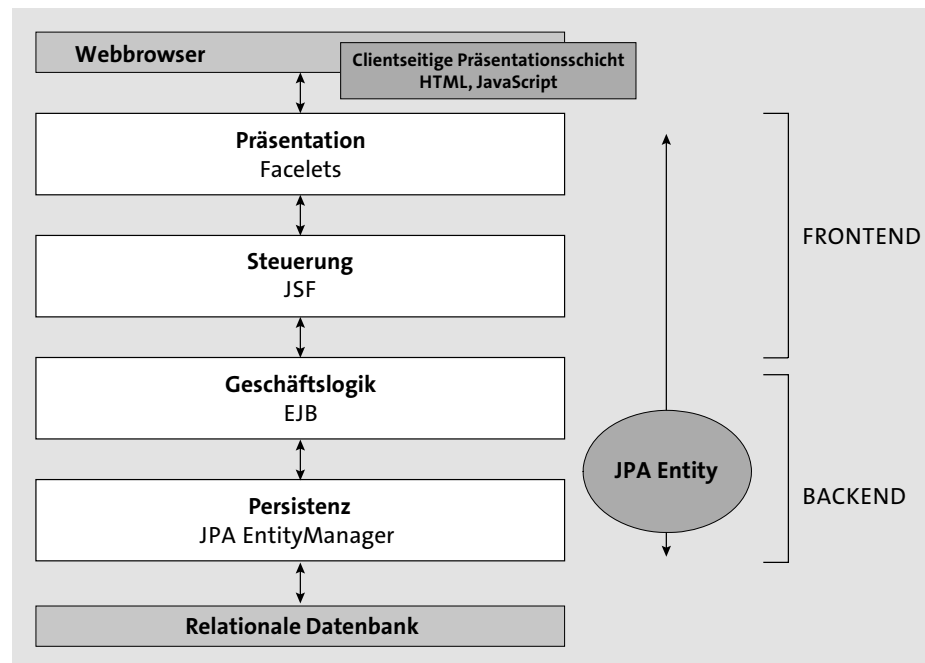 Webbrowser
Clientseitige Präsentationsschicht
HTML, JavaScript
Präsentation
Facelets
Steuerung
JSF
FRONTEND
Geschäftslogik
EJB
JPA Entity
BACKEND
Persistenz
JPA EntityManager
Relationale Datenbank